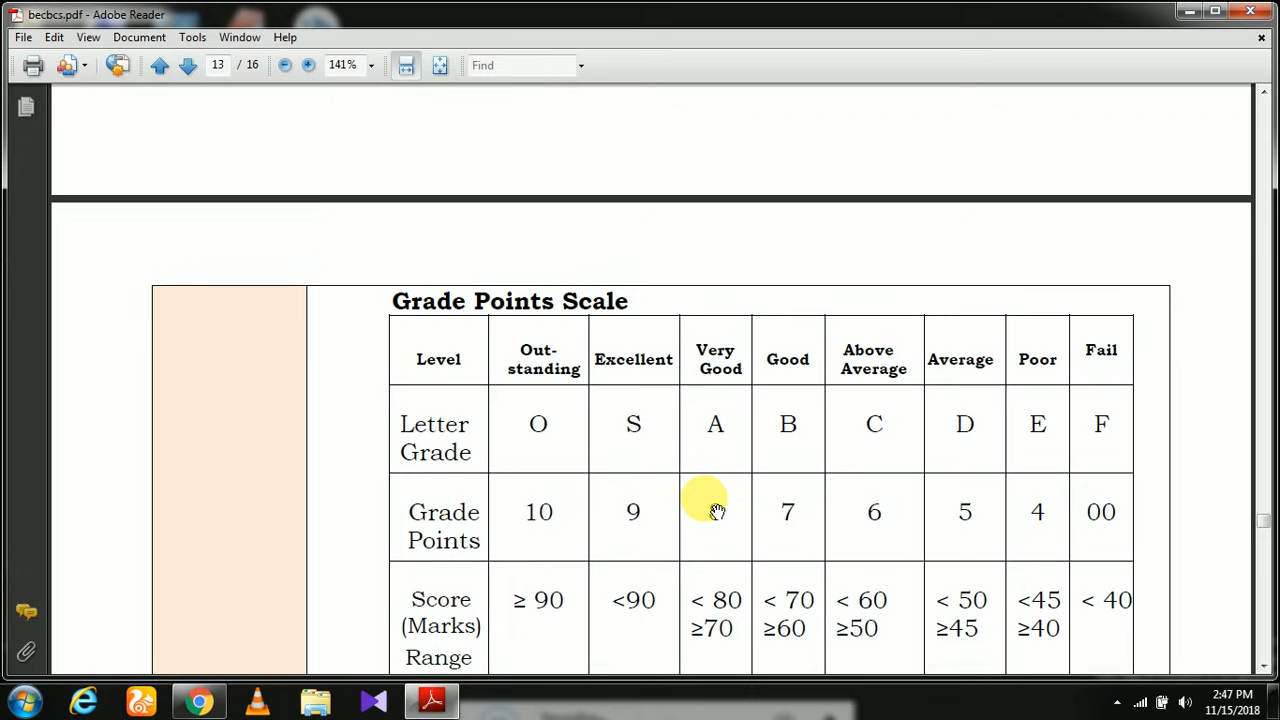 becbcs.pdf - Adobe Reader
File Edit View Document Tools Window Help
13 / 16 141% Find
Grade Points Scale
Level Out-standing Excellent Very Good Good Above Average Average Poor Fail
Letter Grade O S A B C D E F
Grade Points 10 9 7 6 5 4 00
Score (Marks) Range ≥ 90 <90 < 80 ≥70 < 70 ≥60 < 60 ≥50 < 50 ≥45 <45 ≥40 < 40
2:47 PM
11/15/2018